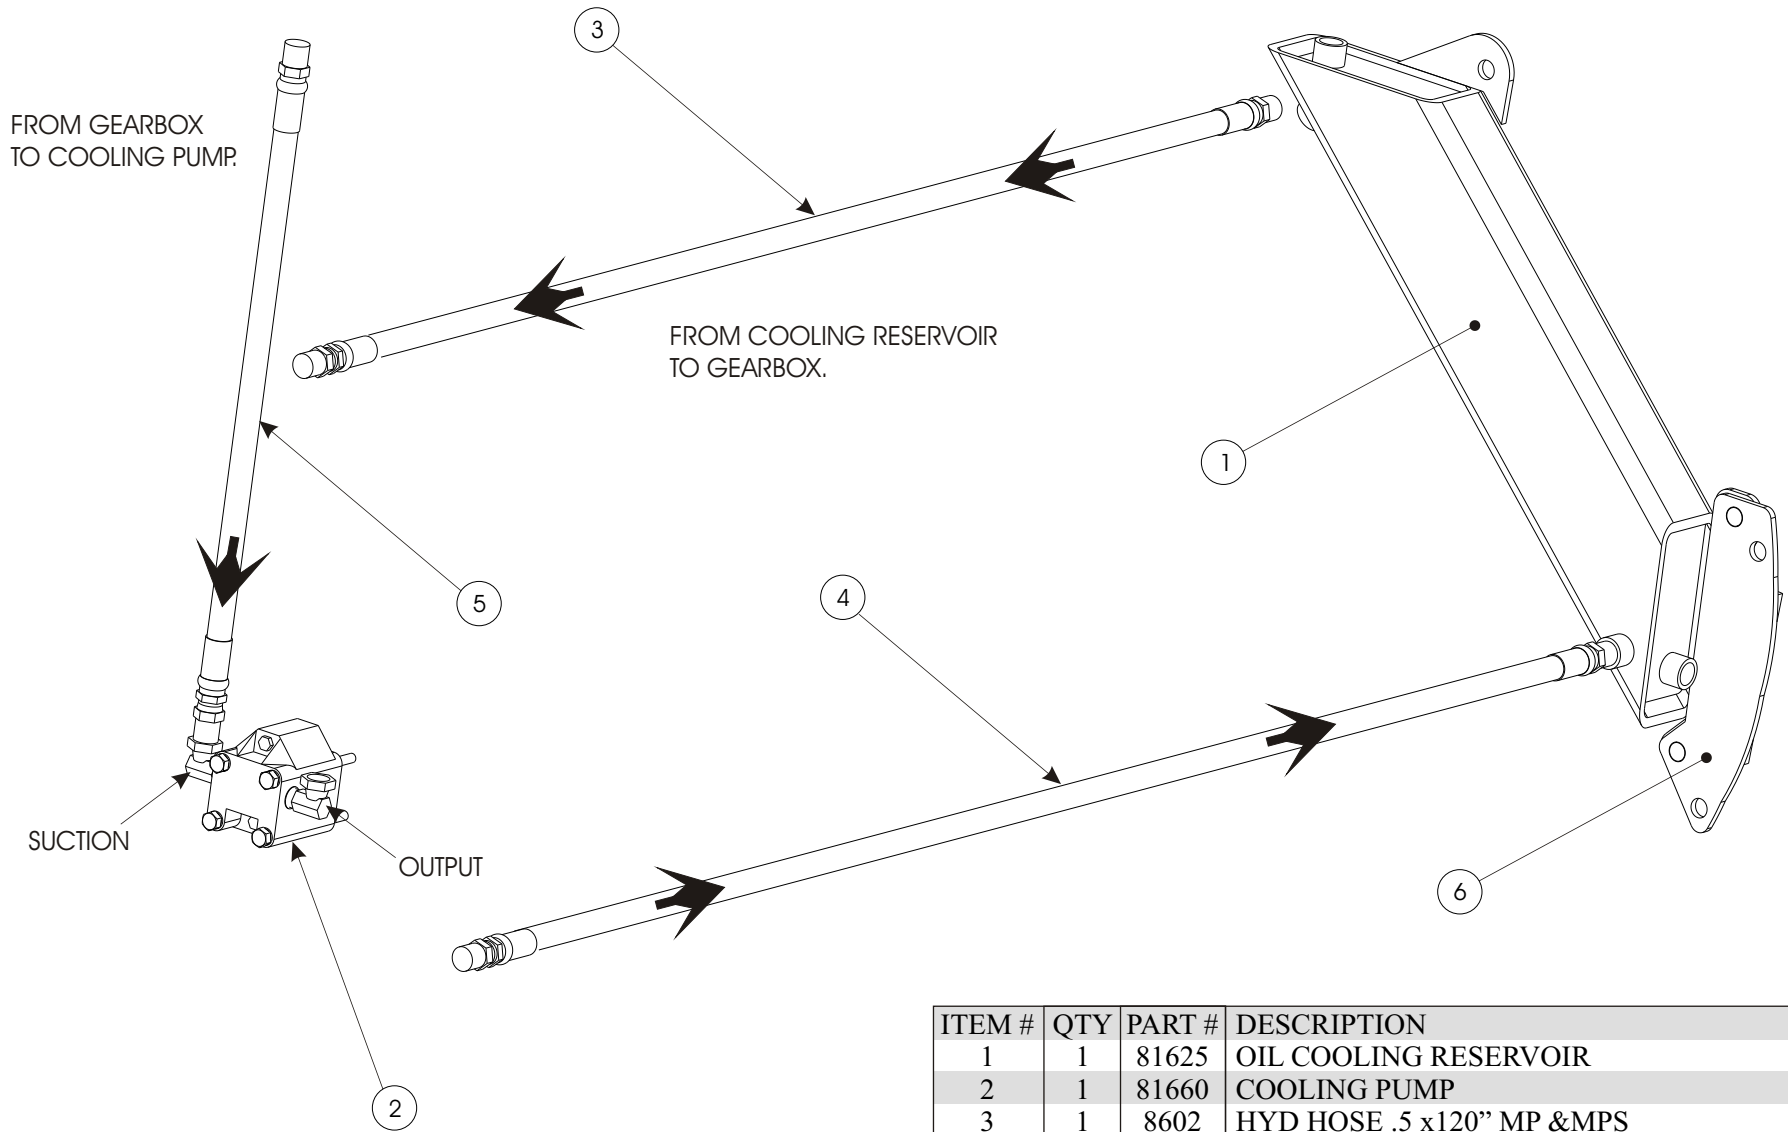 3
FROM GEARBOX
TO COOLING PUMP.
FROM COOLING RESERVOIR
TO GEARBOX.
1
5
4
SUCTION
OUTPUT
6
2
ITEM # QTY PART # DESCRIPTION
1 1 81625 OIL COOLING RESERVOIR
2 1 81660 COOLING PUMP
3 1 8602 HYD HOSE .5 x120” MP &MPS